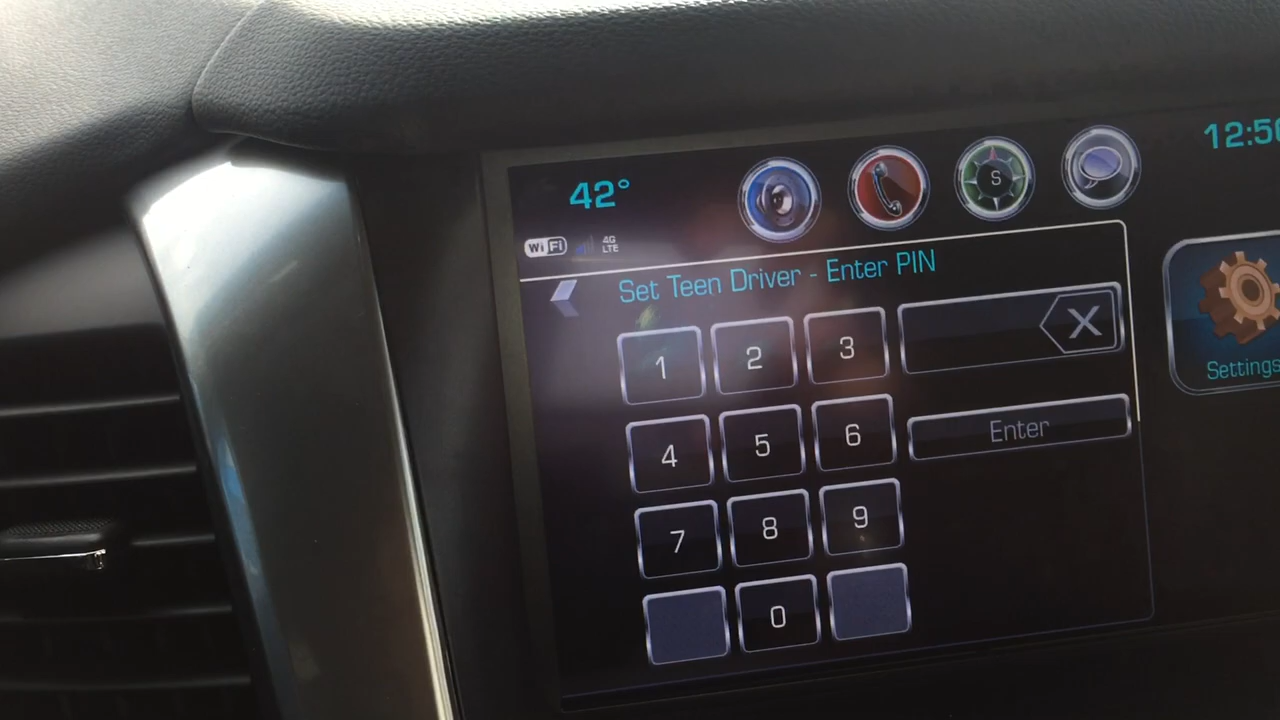 42°
12:5
WiFi
4G
LTE
S
Set Teen Driver - Enter PIN
1 2 3
X
Settings
4 5 6
Enter
7 8 9
0